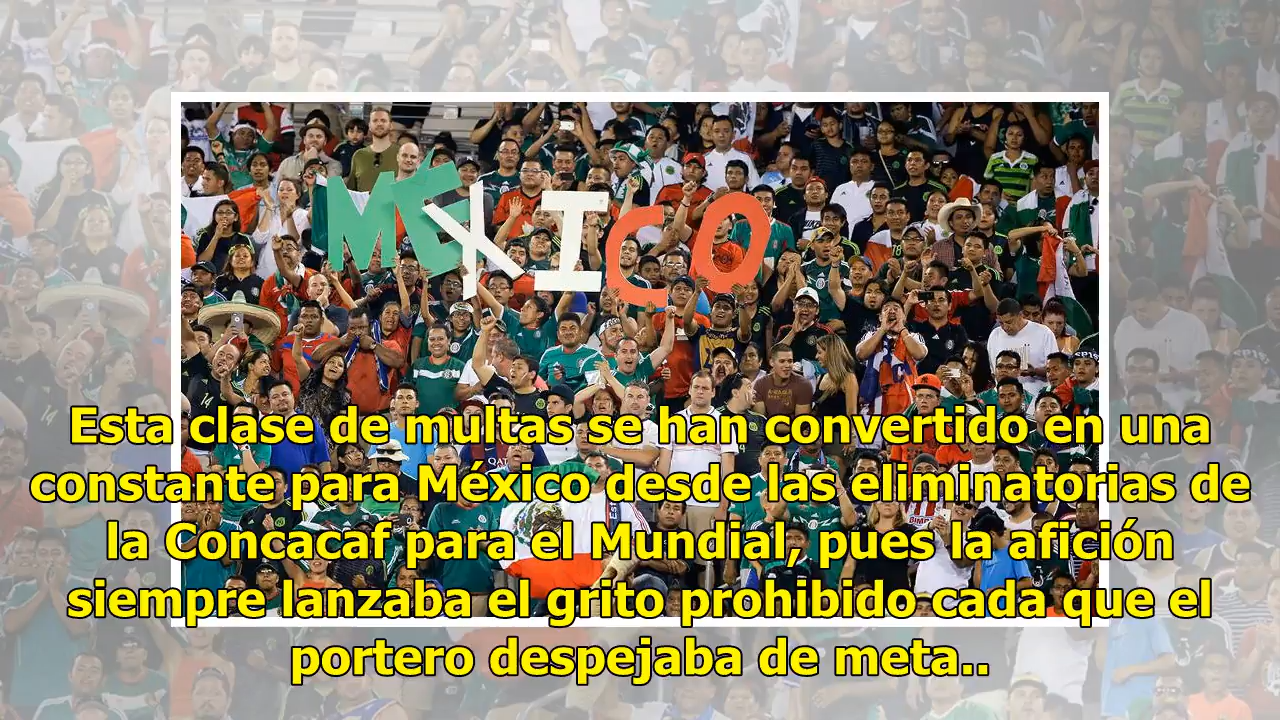 MÉXICO
Esta clase de multas se han convertido en una
constante para México desde las eliminatorias de
la Concacaf para el Mundial, pues la afición
siempre lanzaba el grito prohibido cada que el
portero despejaba de meta..